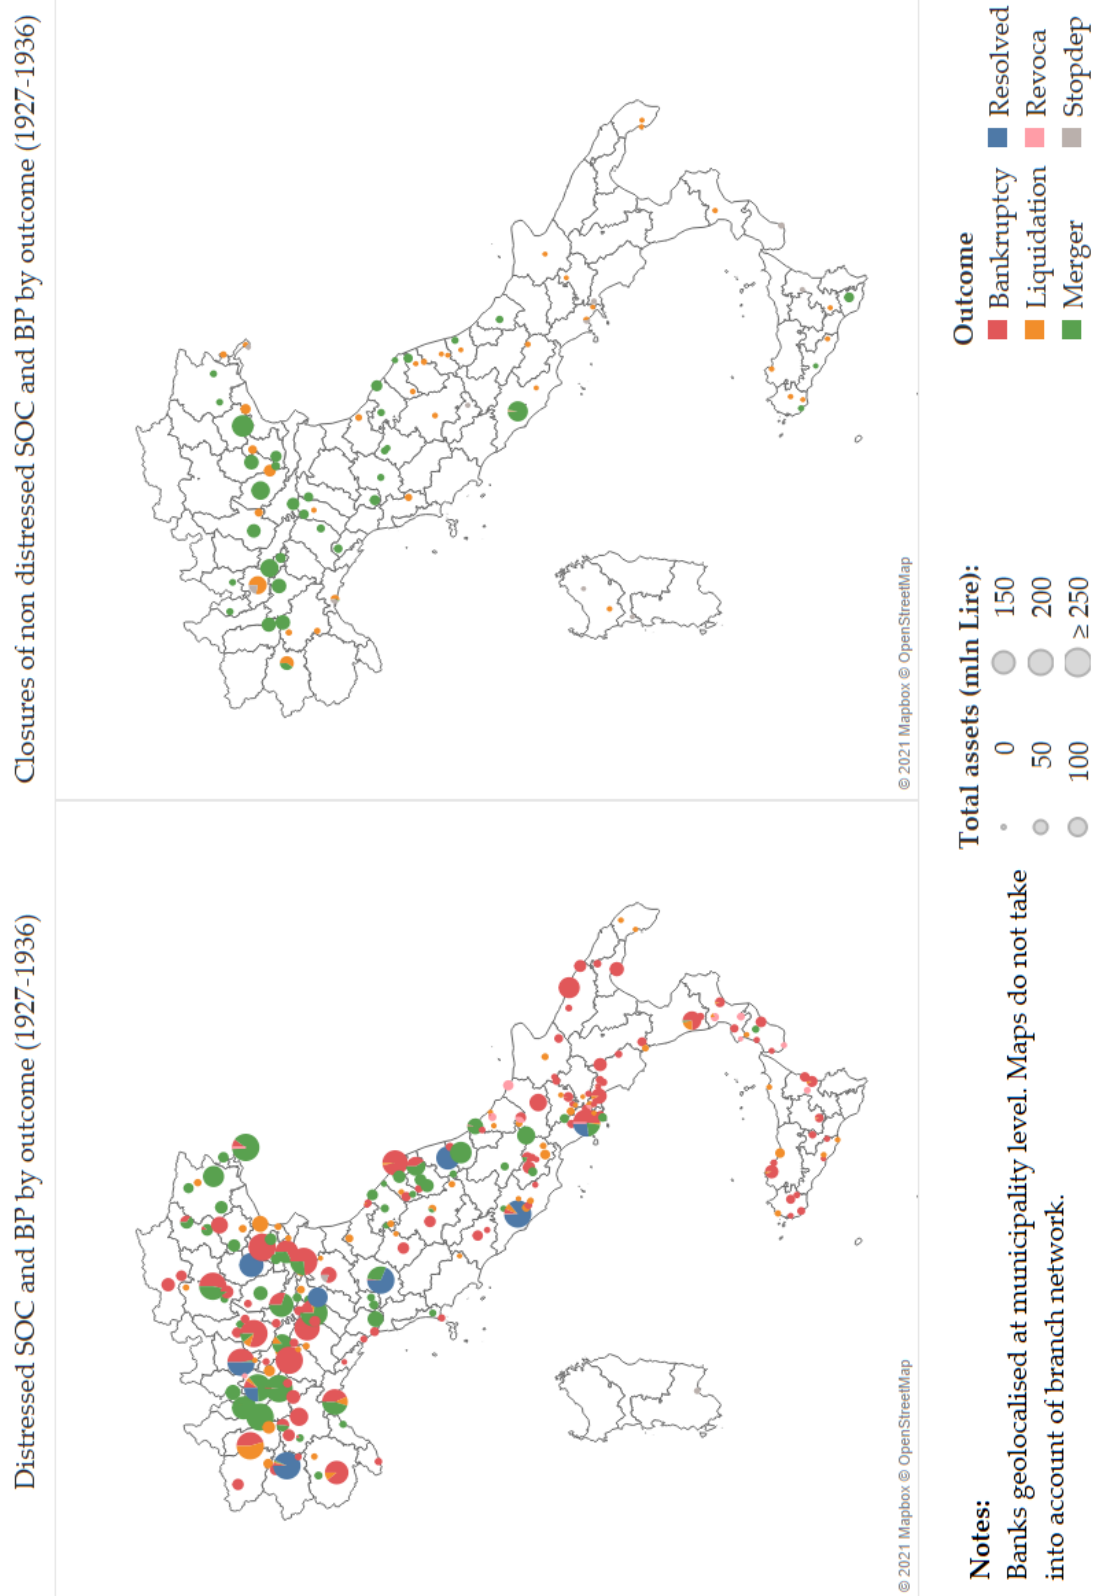 Distressed SOC and BP by outcome (1927-1936)
Closures of non distressed SOC and BP by outcome (1927-1936)
© 2021 Mapbox © OpenStreetMap
© 2021 Mapbox © OpenStreetMap
Notes:
Banks geolocalised at municipality level. Maps do not take
into account of branch network.
Total assets (mln Lire):
0 150
50 200
100 ≥ 250
Outcome
Bankruptcy Resolved
Liquidation Revoca
Merger Stopdep